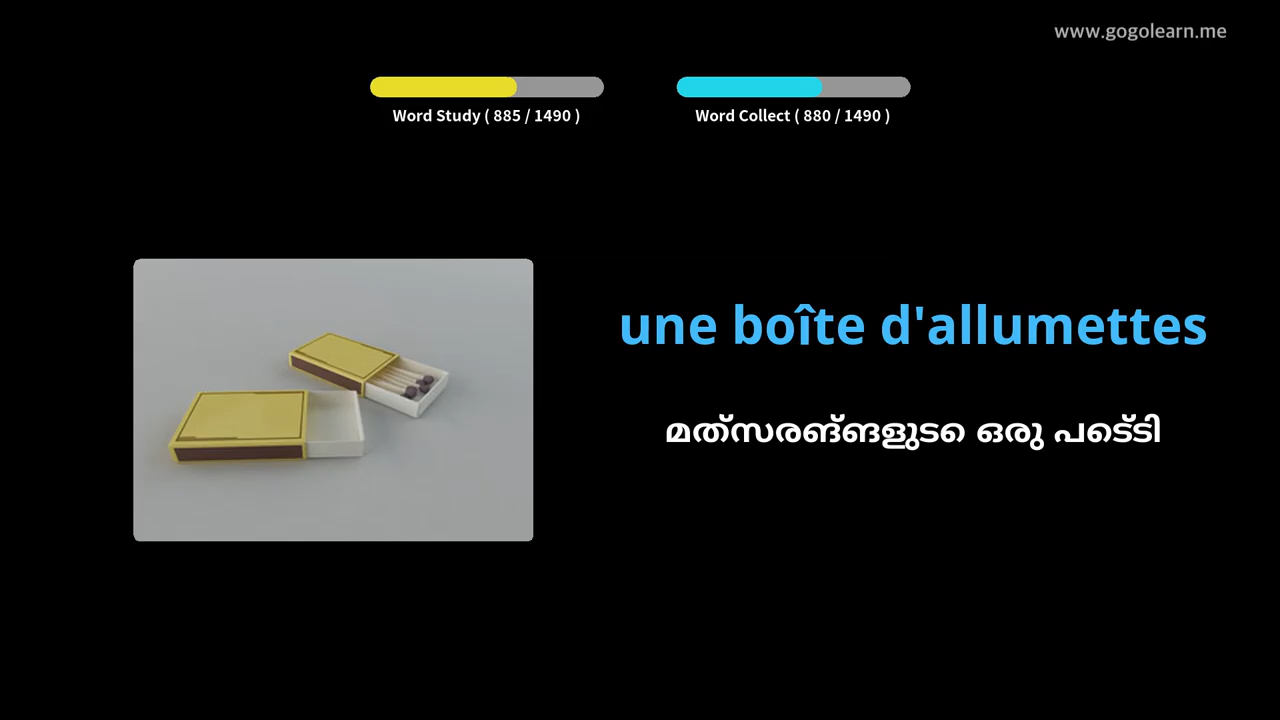 www.gogolearn.me
Word Study ( 885 / 1490 )
Word Collect ( 880 / 1490 )
une boîte d'allumettes
മത്സരങ്ങളുടെ ഒരു പെട്ടി